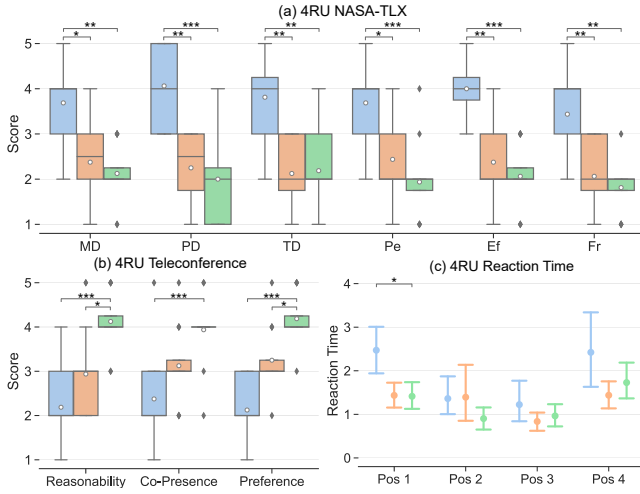 (a) 4RU NASA-TLX
** *** ** *** *** **
* ** ** * ** **
Score
5
4
3
2
1
MD PD TD Pe Ef Fr
(b) 4RU Teleconference
*** *** ***
* *
Score
5
4
3
2
1
Reasonability Co-Presence Preference
(c) 4RU Reaction Time
*
Reaction Time
4
3
2
1
0
Pos 1 Pos 2 Pos 3 Pos 4